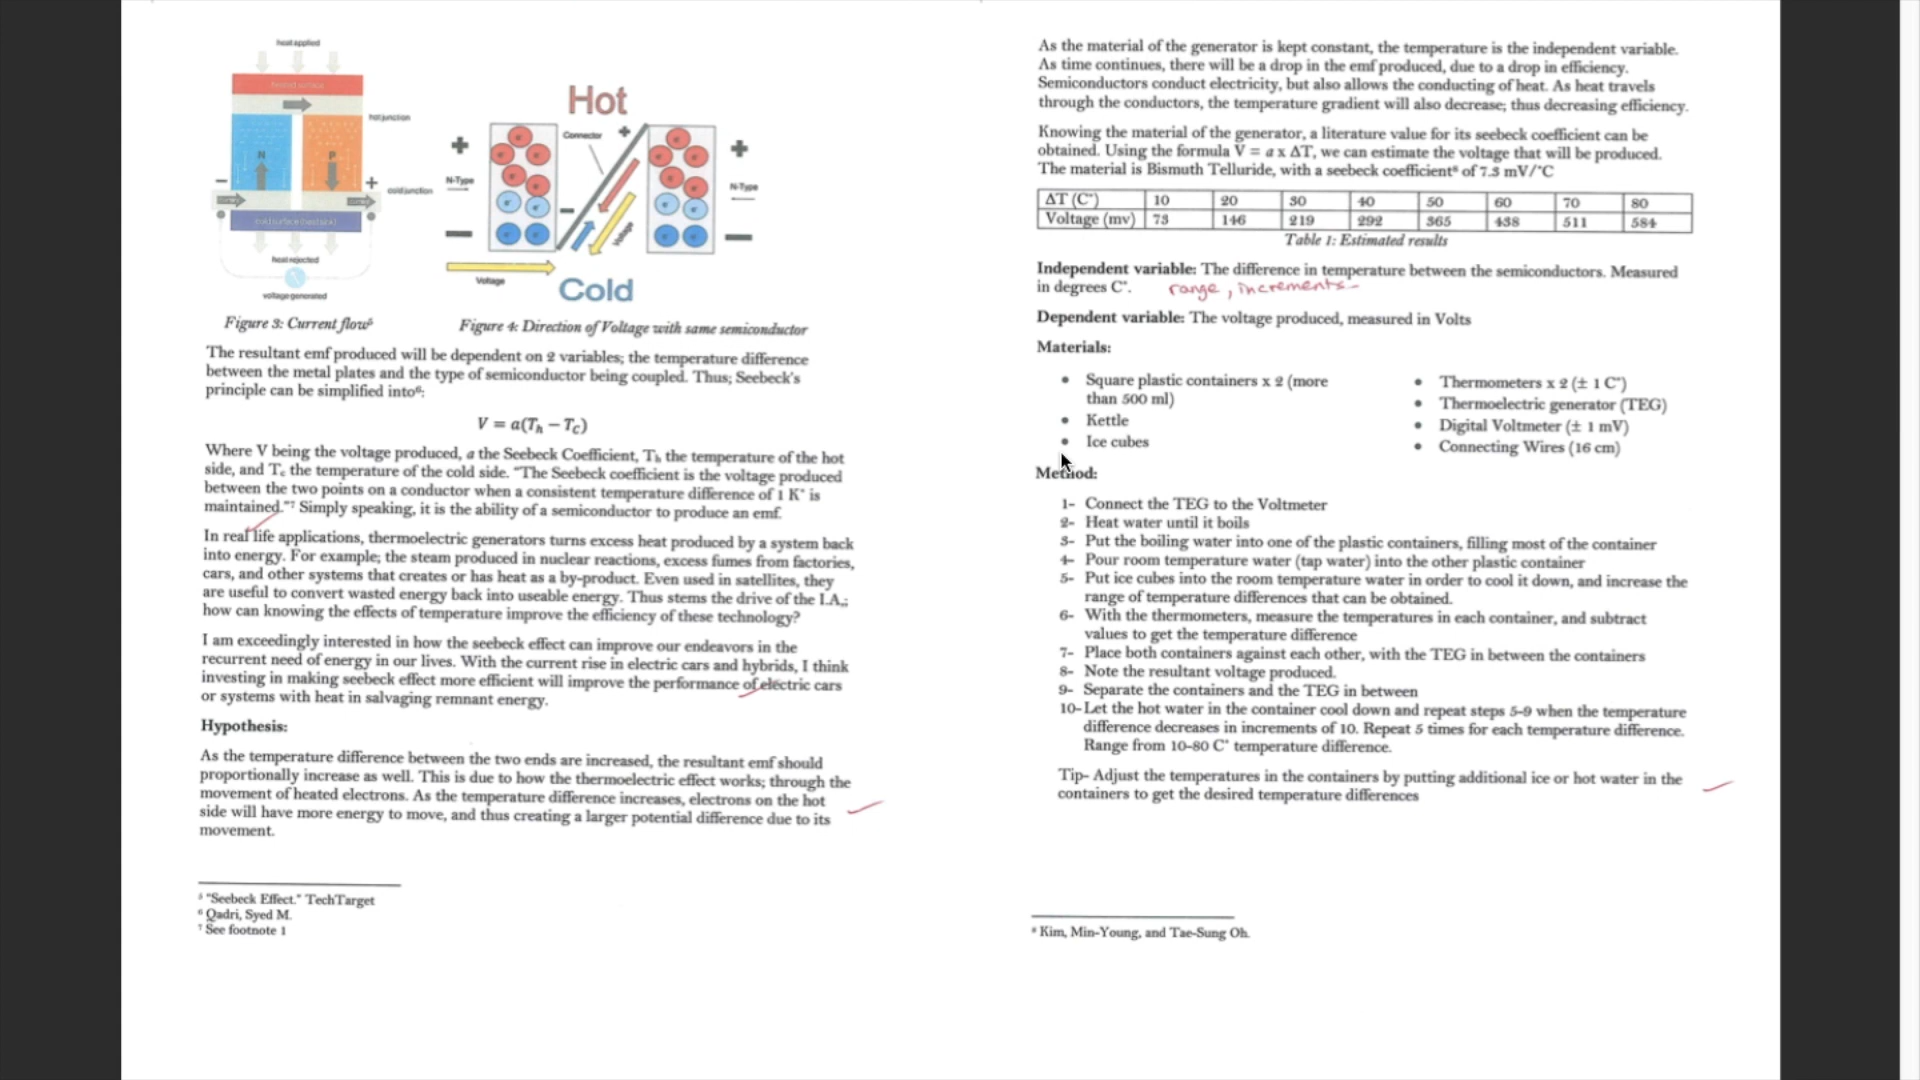 heat applied
heated surface
hot junction
N
P
−
+
cold junction
cold surface (heat sink)
heat rejected
voltage generated
Hot
Connector
+
+
+
N-Type
N-Type
Voltage
Voltage
Cold
Figure 3: Current flow⁵
Figure 4: Direction of Voltage with same semiconductor
The resultant emf produced will be dependent on 2 variables; the temperature difference
between the metal plates and the type of semiconductor being coupled. Thus; Seebeck's
principle can be simplified into⁶:
V = a(Tₕ − T_C)
Where V being the voltage produced, a the Seebeck Coefficient, Tₕ the temperature of the hot
side, and T꜀ the temperature of the cold side. "The Seebeck coefficient is the voltage produced
between the two points on a conductor when a consistent temperature difference of 1 K° is
maintained."⁷ Simply speaking, it is the ability of a semiconductor to produce an emf.
In real life applications, thermoelectric generators turns excess heat produced by a system back
into energy. For example; the steam produced in nuclear reactions, excess fumes from factories,
cars, and other systems that creates or has heat as a by-product. Even used in satellites, they
are useful to convert wasted energy back into useable energy. Thus stems the drive of the I.A.;
how can knowing the effects of temperature improve the efficiency of these technology?
I am exceedingly interested in how the seebeck effect can improve our endeavors in the
recurrent need of energy in our lives. With the current rise in electric cars and hybrids, I think
investing in making seebeck effect more efficient will improve the performance of electric cars
or systems with heat in salvaging remnant energy.
Hypothesis:
As the temperature difference between the two ends are increased, the resultant emf should
proportionally increase as well. This is due to how the thermoelectric effect works; through the
movement of heated electrons. As the temperature difference increases, electrons on the hot
side will have more energy to move, and thus creating a larger potential difference due to its
movement.
⁵ "Seebeck Effect." TechTarget
⁶ Qadri, Syed M.
⁷ See footnote 1
As the material of the generator is kept constant, the temperature is the independent variable.
As time continues, there will be a drop in the emf produced, due to a drop in efficiency.
Semiconductors conduct electricity, but also allows the conducting of heat. As heat travels
through the conductors, the temperature gradient will also decrease; thus decreasing efficiency.
Knowing the material of the generator, a literature value for its seebeck coefficient can be
obtained. Using the formula V = a x ΔT, we can estimate the voltage that will be produced.
The material is Bismuth Telluride, with a seebeck coefficient⁸ of 7.3 mV/°C
ΔT (C°) 10 20 30 40 50 60 70 80
Voltage (mv) 73 146 219 292 365 438 511 584
Table 1: Estimated results
Independent variable: The difference in temperature between the semiconductors. Measured
in degrees C°. range, increments
Dependent variable: The voltage produced, measured in Volts
Materials:
• Square plastic containers x 2 (more
than 500 ml)
• Kettle
• Ice cubes
• Thermometers x 2 (± 1 C°)
• Thermoelectric generator (TEG)
• Digital Voltmeter (± 1 mV)
• Connecting Wires (16 cm)
Method:
1- Connect the TEG to the Voltmeter
2- Heat water until it boils
3- Put the boiling water into one of the plastic containers, filling most of the container
4- Pour room temperature water (tap water) into the other plastic container
5- Put ice cubes into the room temperature water in order to cool it down, and increase the
range of temperature differences that can be obtained.
6- With the thermometers, measure the temperatures in each container, and subtract
values to get the temperature difference
7- Place both containers against each other, with the TEG in between the containers
8- Note the resultant voltage produced.
9- Separate the containers and the TEG in between
10- Let the hot water in the container cool down and repeat steps 5-9 when the temperature
difference decreases in increments of 10. Repeat 5 times for each temperature difference.
Range from 10-80 C° temperature difference.
Tip- Adjust the temperatures in the containers by putting additional ice or hot water in the
containers to get the desired temperature differences
⁸ Kim, Min-Young, and Tae-Sung Oh.